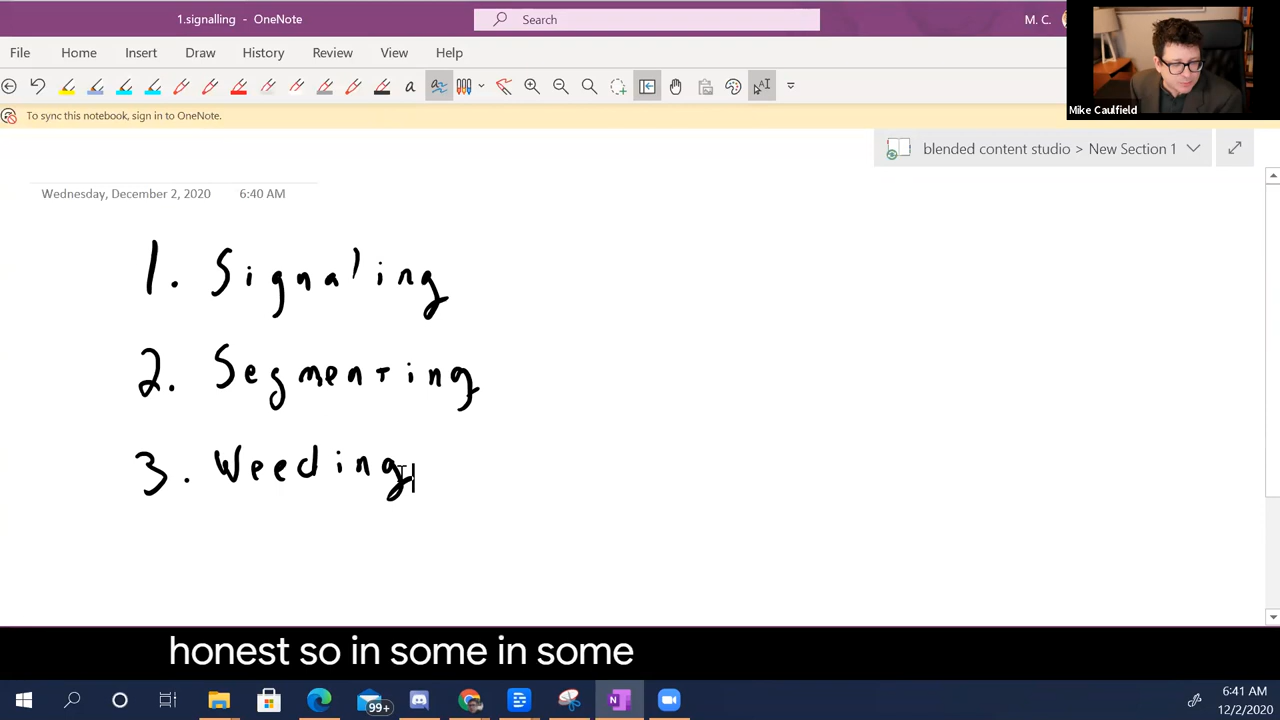 1.signalling - OneNote
Search
M. C.
File Home Insert Draw History Review View Help
Mike Caulfield
To sync this notebook, sign in to OneNote.
blended content studio > New Section 1
Wednesday, December 2, 2020 6:40 AM
1. Signaling
2. Segmenting
3. Weeding
honest so in some in some
99+
6:41 AM
12/2/2020